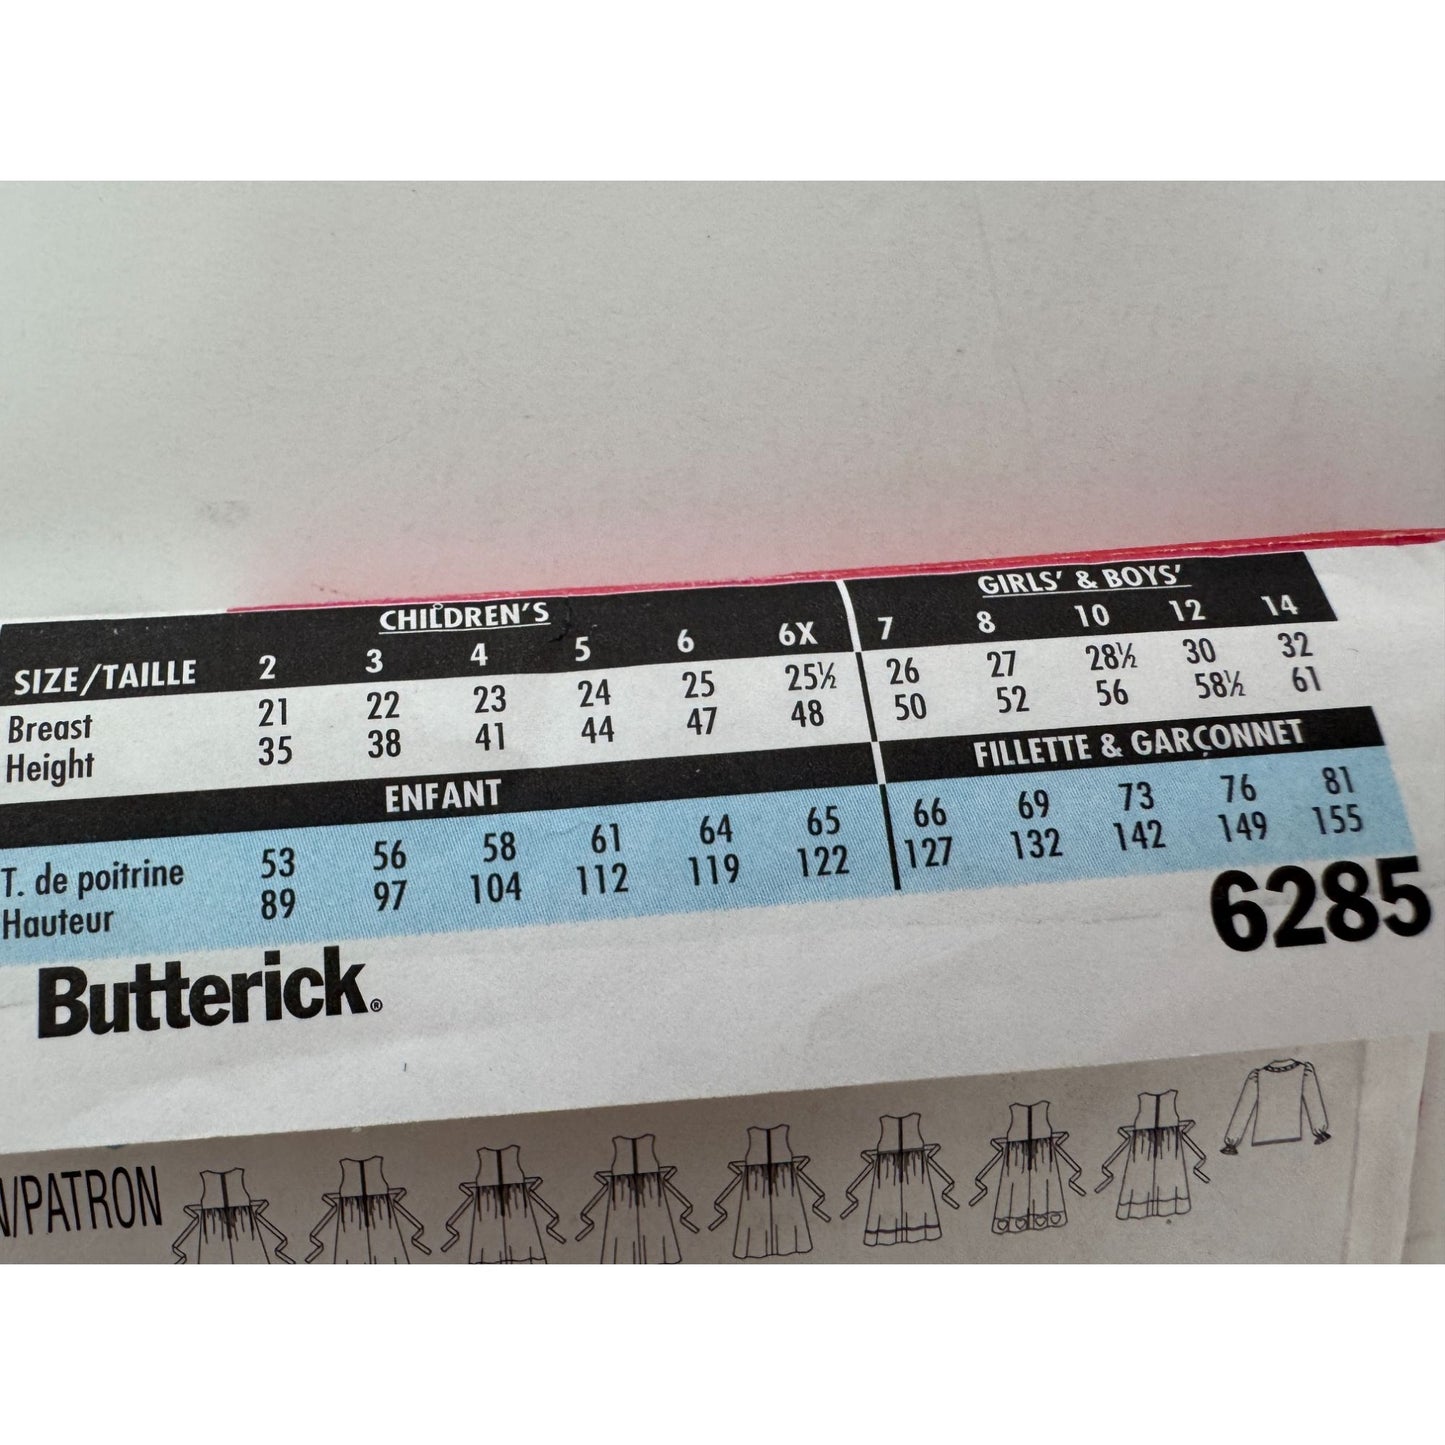 CHILDREN'S GIRLS' & BOYS'
SIZE/TAILLE 2 3 4 5 6 6X 7 8 10 12 14
Breast 21 22 23 24 25 25½ 26 27 28½ 30 32
Height 35 38 41 44 47 48 50 52 56 58½ 61
ENFANT FILLETTE & GARÇONNET
T. de poitrine 53 56 58 61 64 65 66 69 73 76 81
Hauteur 89 97 104 112 119 122 127 132 142 149 155
Butterick® 6285
/PATRON